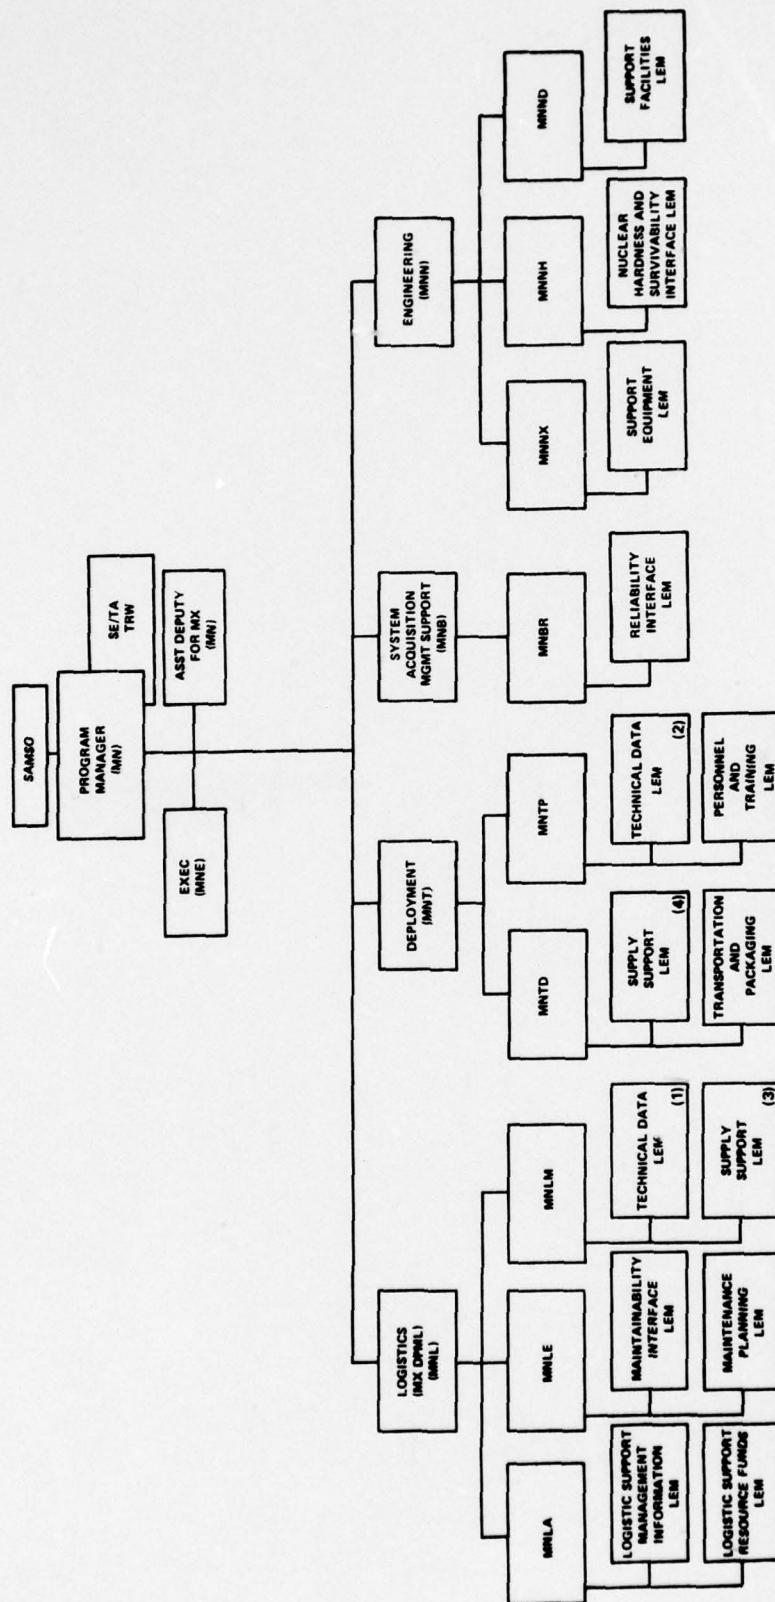 SAMSO
PROGRAM
MANAGER
(MN)
SE/TA
TRW
EXEC
(MNE)
ASST DEPUTY
FOR MX
(MN)
LOGISTICS
(MX DPML)
(MNL)
DEPLOYMENT
(MNT)
SYSTEM
ACQUISITION
MGMT SUPPORT
(MNB)
ENGINEERING
(MNN)
MNLA
MNLE
MNLM
MNTD
MNTP
MNBR
MNNX
MNNH
MNND
LOGISTIC SUPPORT
MANAGEMENT
INFORMATION
LEM
MAINTAINABILITY
INTERFACE
LEM
TECHNICAL DATA
LEM
(1)
SUPPLY
SUPPORT
LEM
(4)
TECHNICAL DATA
LEM
(2)
RELIABILITY
INTERFACE
LEM
SUPPORT
EQUIPMENT
LEM
NUCLEAR
HARDNESS AND
SURVIVABILITY
INTERFACE LEM
SUPPORT
FACILITIES
LEM
LOGISTIC SUPPORT
RESOURCE FUNDS
LEM
MAINTENANCE
PLANNING
LEM
SUPPLY
SUPPORT
LEM
(3)
TRANSPORTATION
AND
PACKAGING
LEM
PERSONNEL
AND
TRAINING
LEM